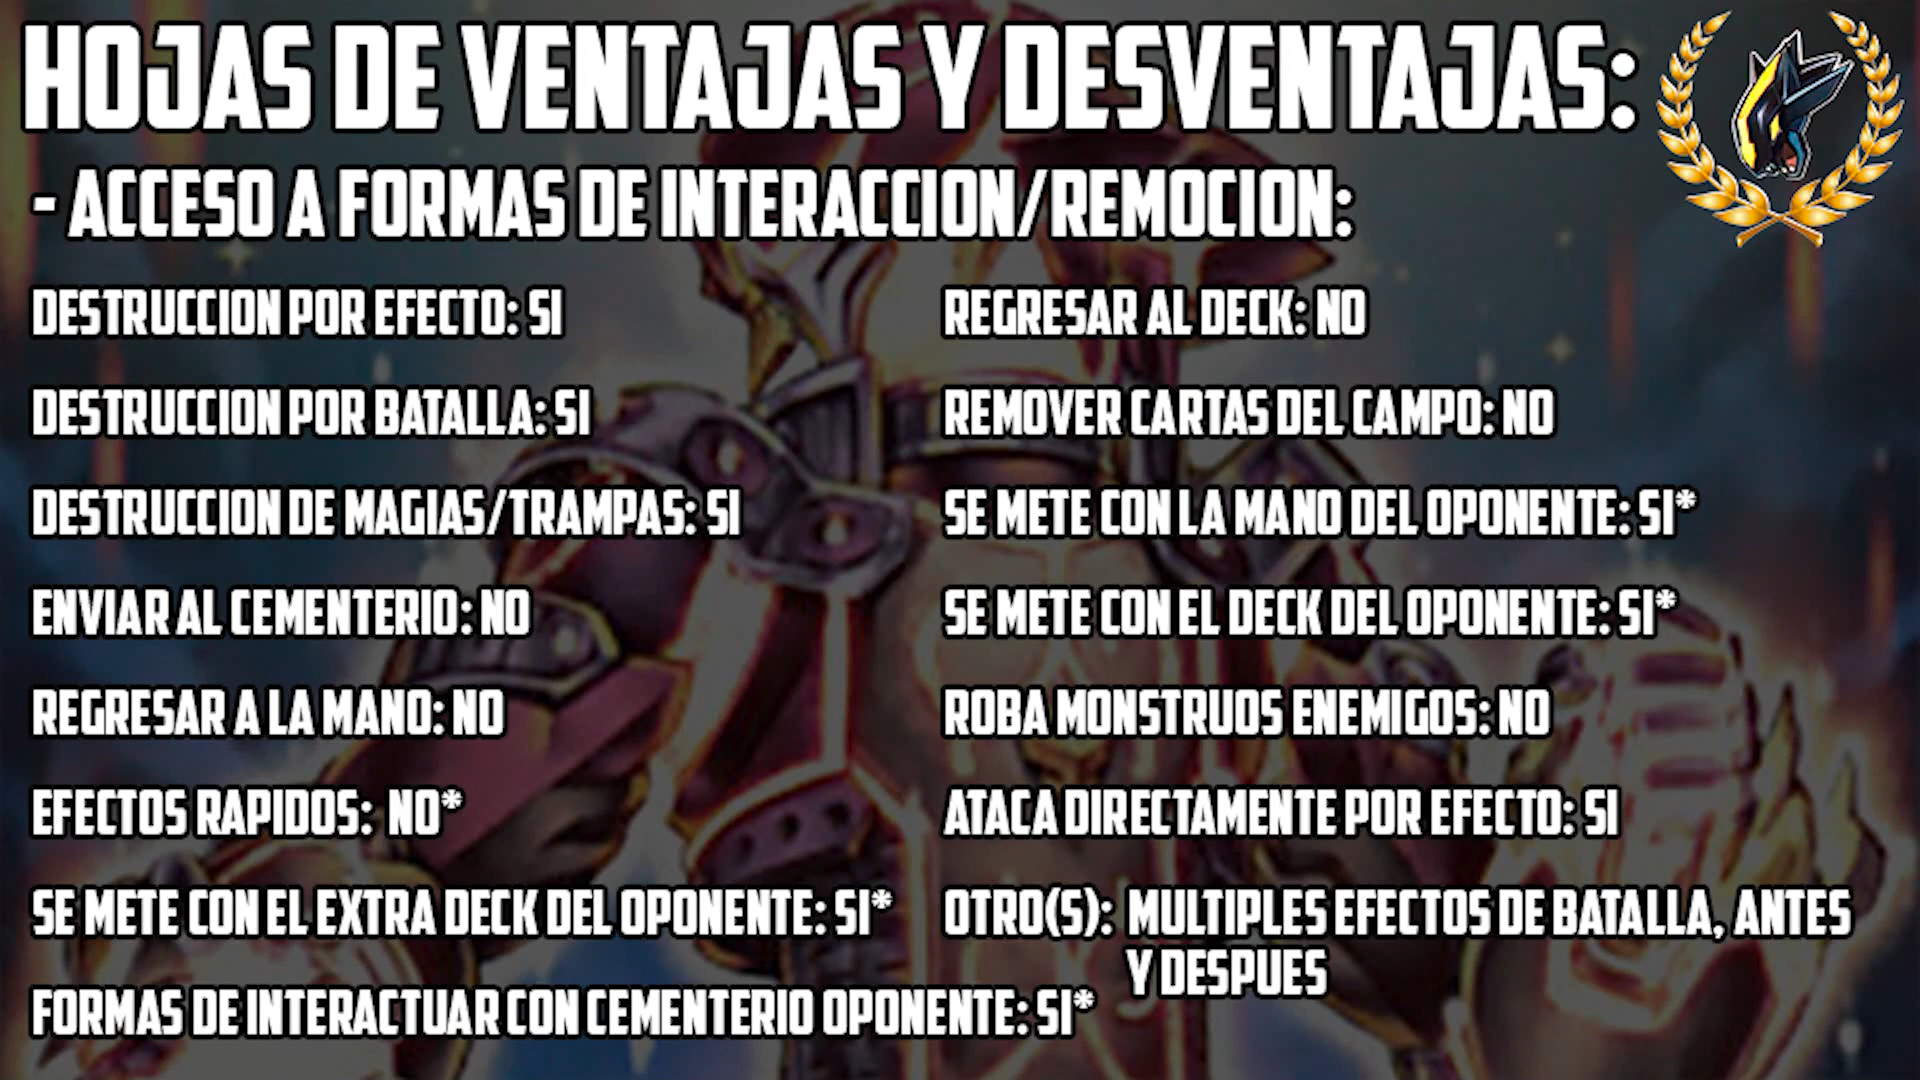 HOJAS DE VENTAJAS Y DESVENTAJAS:
- ACCESO A FORMAS DE INTERACCION/REMOCION:
DESTRUCCION POR EFECTO: SI
DESTRUCCION POR BATALLA: SI
DESTRUCCION DE MAGIAS/TRAMPAS: SI
ENVIAR AL CEMENTERIO: NO
REGRESAR A LA MANO: NO
EFECTOS RAPIDOS: NO*
SE METE CON EL EXTRA DECK DEL OPONENTE: SI*
FORMAS DE INTERACTUAR CON CEMENTERIO OPONENTE: SI*
REGRESAR AL DECK: NO
REMOVER CARTAS DEL CAMPO: NO
SE METE CON LA MANO DEL OPONENTE: SI*
SE METE CON EL DECK DEL OPONENTE: SI*
ROBA MONSTRUOS ENEMIGOS: NO
ATACA DIRECTAMENTE POR EFECTO: SI
OTRO(S): MULTIPLES EFECTOS DE BATALLA, ANTES
Y DESPUES